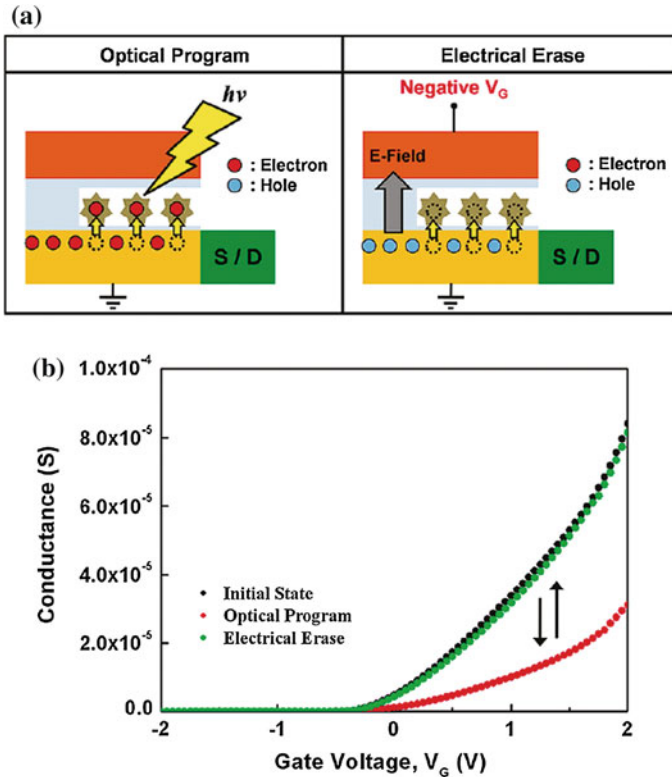 (a)
Optical Program
Electrical Erase
hν
Negative V_G
E-Field
: Electron
: Hole
: Electron
: Hole
S / D
S / D
(b)
1.0x10⁻⁴
8.0x10⁻⁵
6.0x10⁻⁵
4.0x10⁻⁵
2.0x10⁻⁵
0.0
Conductance (S)
Initial State
Optical Program
Electrical Erase
-2
-1
0
1
2
Gate Voltage, V_G (V)